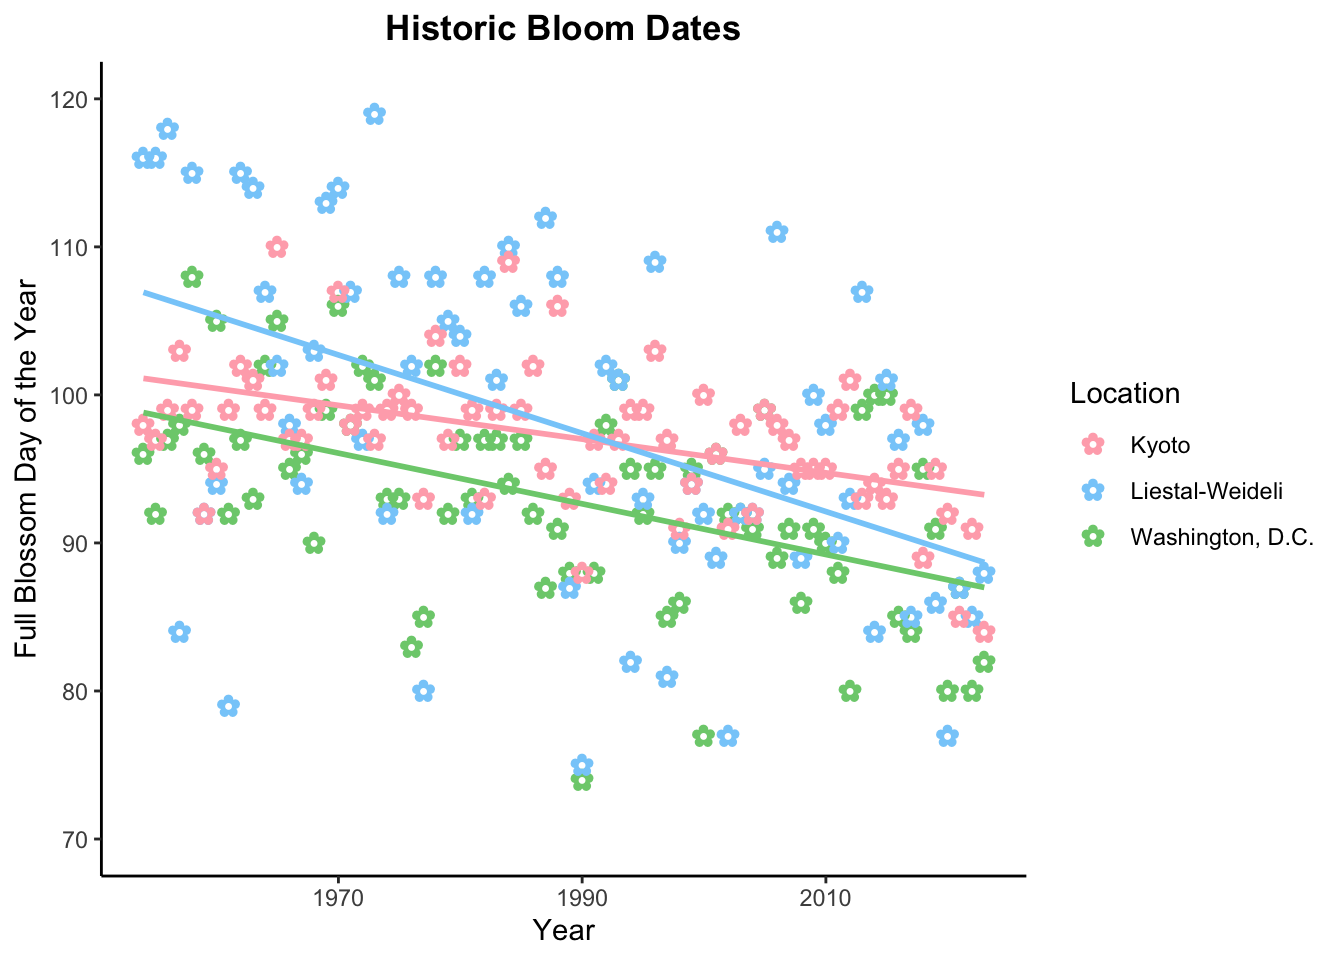 Historic Bloom Dates
Full Blossom Day of the Year
120
110
100
90
80
70
1970 1990 2010
Year
Location
Kyoto
Liestal-Weideli
Washington, D.C.